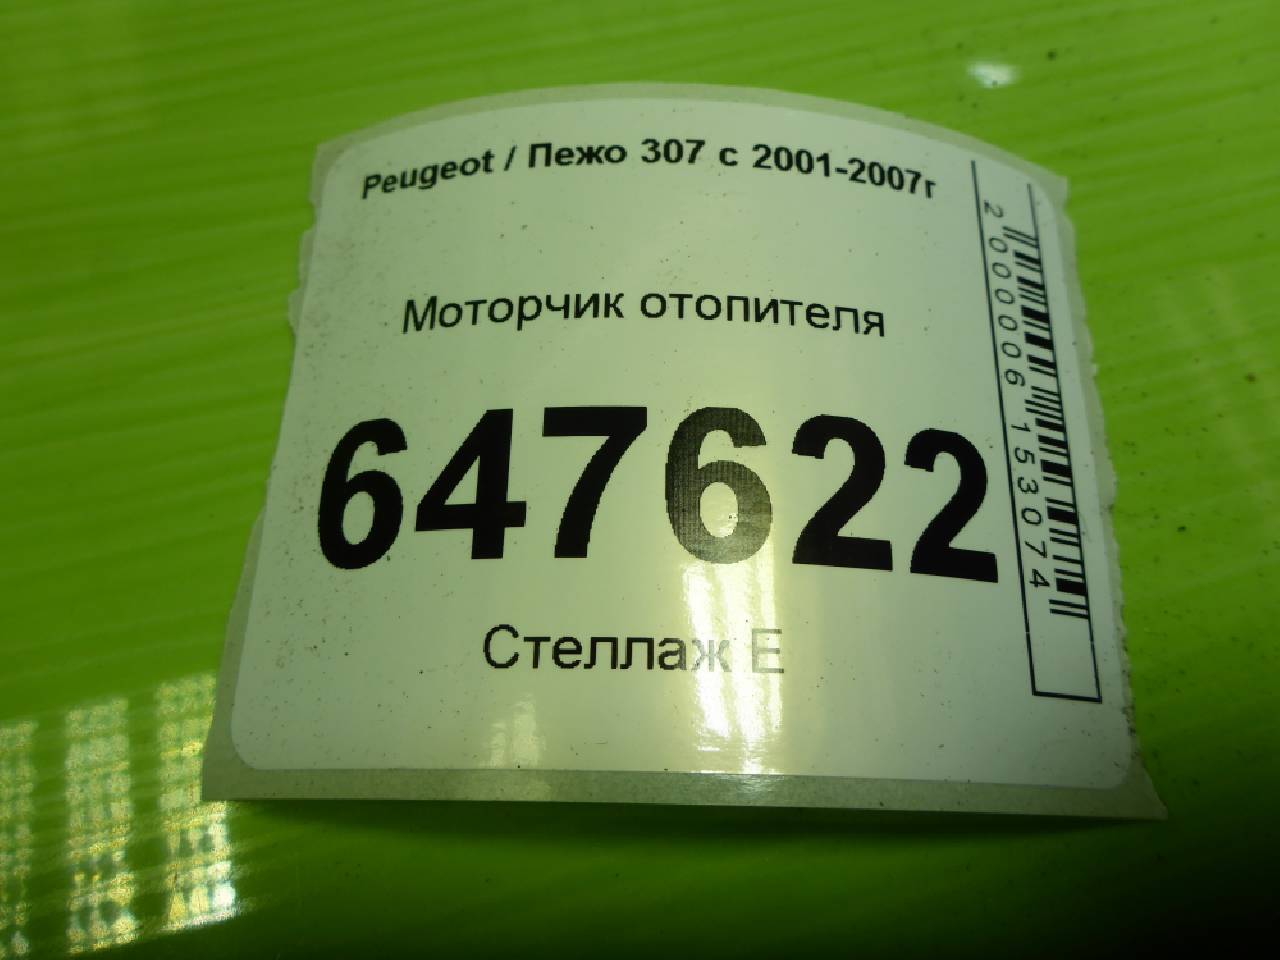 Peugeot / Пежо 307 с 2001-2007г
Моторчик отопителя
647622
Стеллаж Е
2000006153074